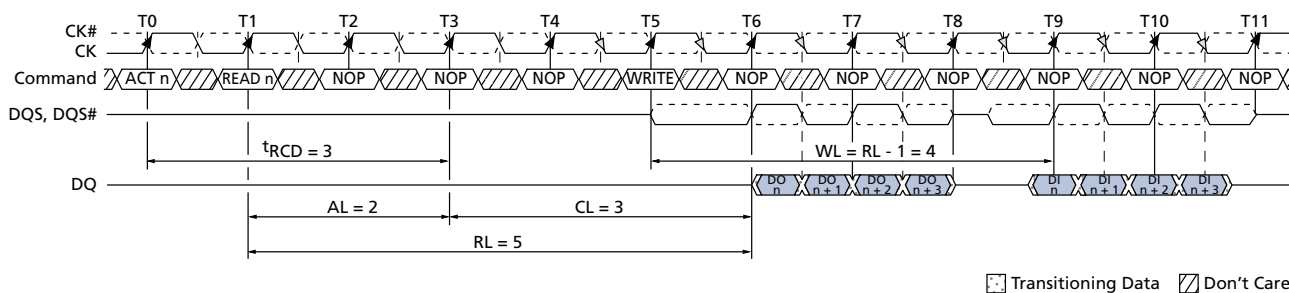 T0 T1 T2 T3 T4 T5 T6 T7 T8 T9 T10 T11
CK#
CK
Command ACT n READ n NOP NOP NOP WRITE NOP NOP NOP NOP NOP NOP
DQS, DQS#
tRCD = 3 WL = RL - 1 = 4
DQ DO n DO n + 1 DO n + 2 DO n + 3 DI n DI n + 1 DI n + 2 DI n + 3
AL = 2 CL = 3
RL = 5
Transitioning Data Don't Care